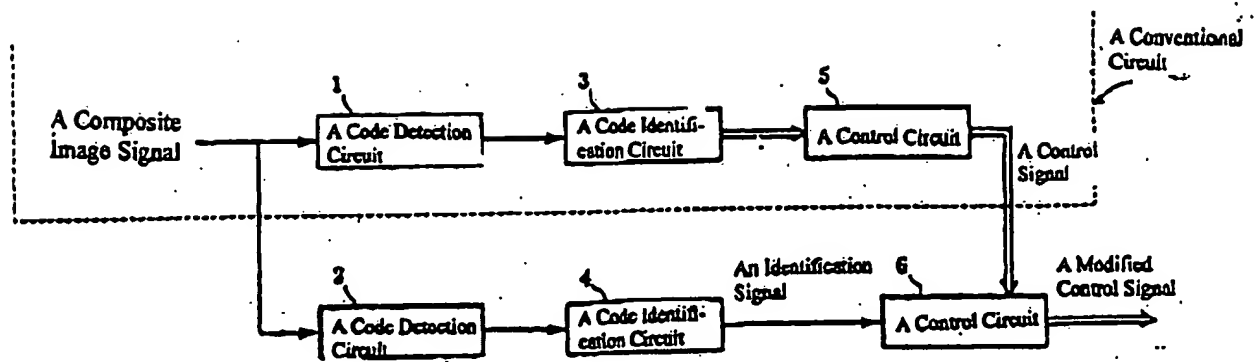 A Conventional
Circuit
1
3
5
A Composite
Image Signal
A Code Detection
Circuit
A Code Identifi-
cation Circuit
A Control Circuit
A Control
Signal
2
4
An Identification
Signal
6
A Modified
Control Signal
A Code Detection
Circuit
A Code Identifi-
cation Circuit
A Control Circuit